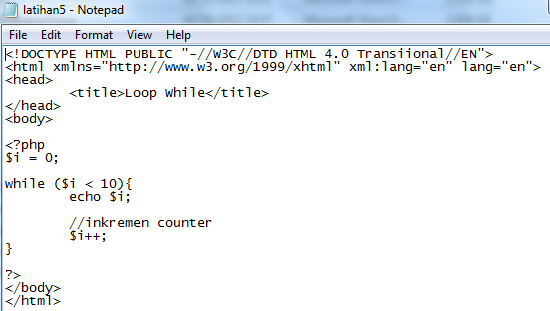 latihan5 - Notepad
File Edit Format View Help
<!DOCTYPE HTML PUBLIC "-//W3C//DTD HTML 4.0 Transiional//EN">
<html xmlns="http://www.w3.org/1999/xhtml" xml:lang="en" lang="en">
<head>
        <title>Loop While</title>
</head>
<body>

<?php
$i = 0;

while ($i < 10){
        echo $i;

        //inkremen counter
        $i++;
}

?>
</body>
</html>